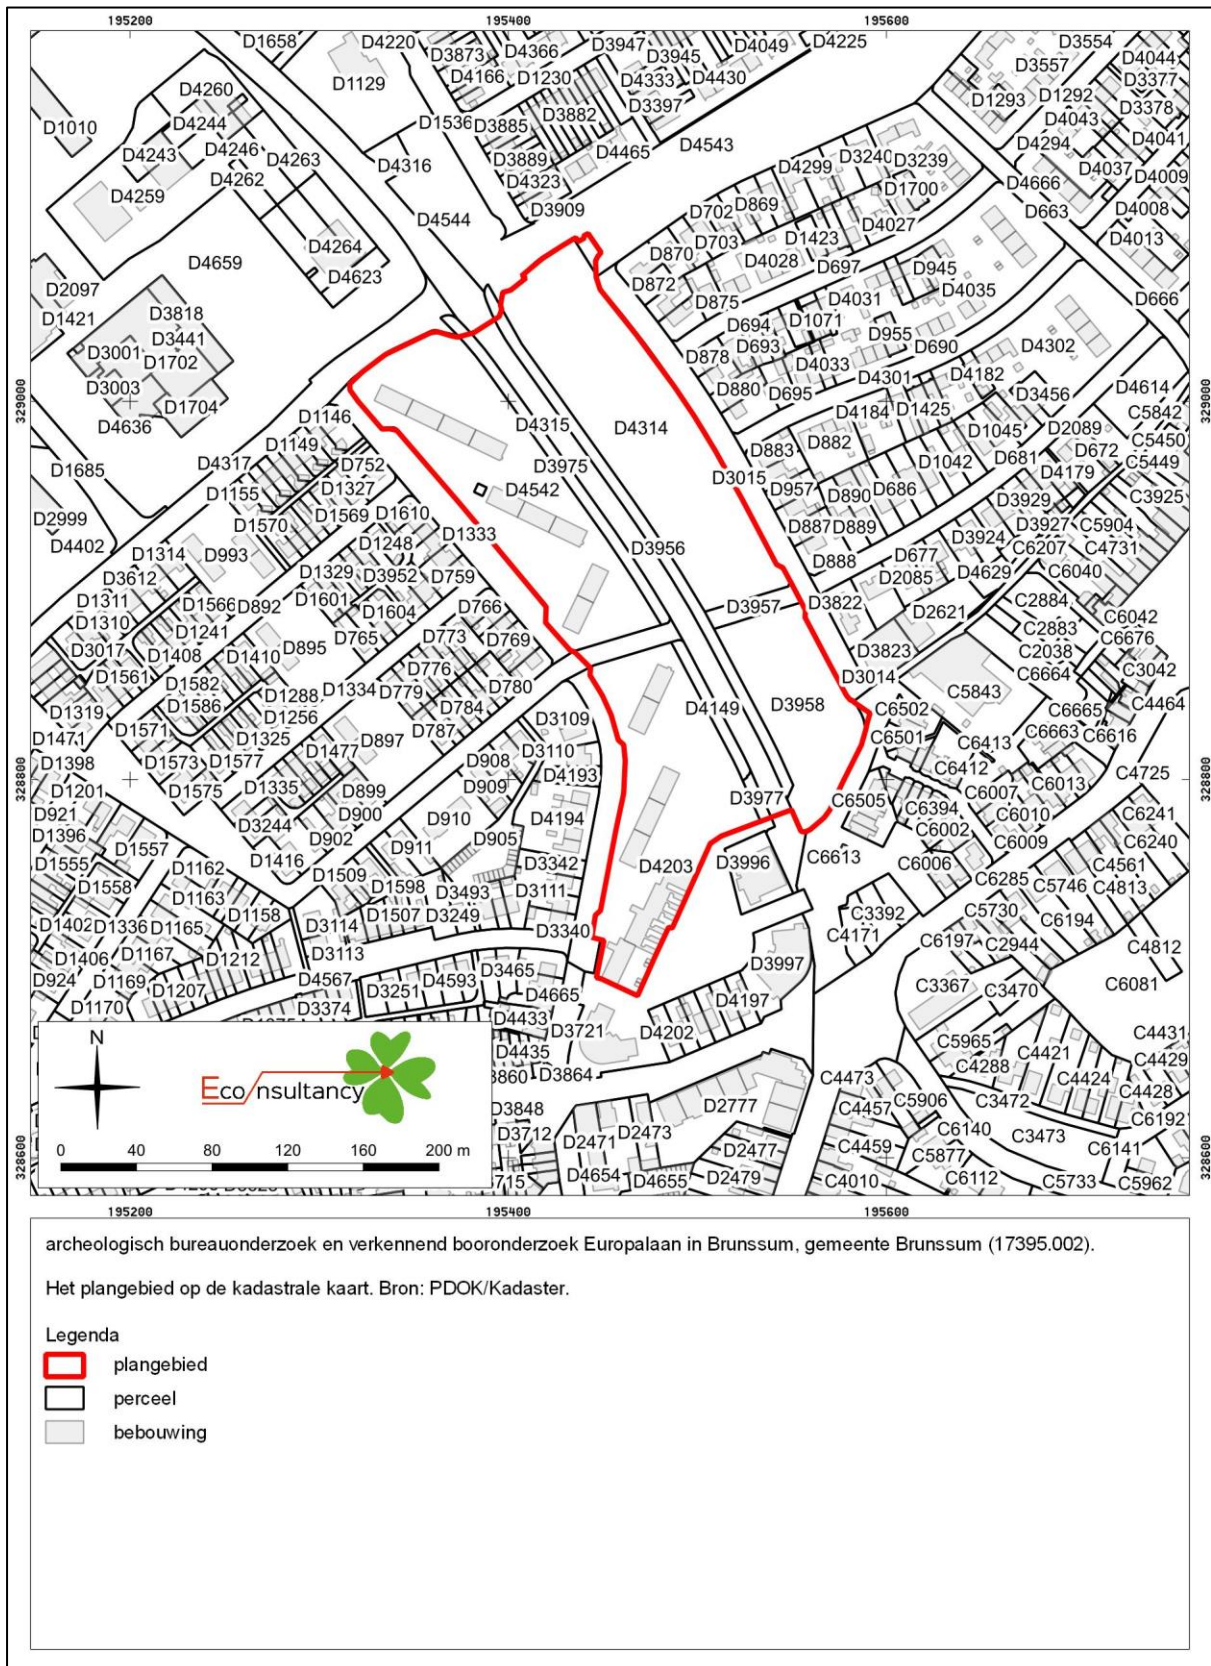 195200 195400 195600
D1658 D4220 D3873 D4366 D3947 D3945 D4049 D4225 D3554
D4260 D1129 D4166 D1230 D4333 D4430 D3557 D4044
D1010 D4244 D1536 D3885 D3882 D3397 D1293 D1292 D3377
D4243 D4246 D4263 D3889 D4465 D4543 D4043 D3378
D4262 D4316 D4323 D4299 D3240 D3239 D4294 D4041
D4259 D4544 D3909 D702 D869 D1700 D4666 D4037 D4009
D4264 D870 D703 D1423 D4027 D663 D4008
D4659 D4623 D872 D4028 D697 D945 D4013
D2097 D3818 D875 D4031 D4035 D666
D1421 D3441 D694 D1071 D955
D3001 D1702 D878 D693 D4033 D690 D4302
D3003 D1704 D880 D695 D4301 D4182 D4614
329000
D4636 D1146 D4315 D4314 D4184 D1425 D3456 C5842
D1685 D4317 D1149 D752 D3975 D883 D882 D1045 D2089 C5450
D1155 D1327 D4542 D3015 D1042 D681 D672 C5449
D2999 D1570 D1569 D1610 D957 D890 D686 D4179 C3925
D4402 D1314 D993 D1248 D1333 D3956 D887 D889 D3929 C5904
D3612 D1329 D3952 D759 D888 D677 D3924 D3927 C4731
D1311 D1566 D892 D1601 D1604 D766 D3957 D3822 D2085 D4629 C6207 C6040
D1310 D1241 D765 D773 D769 D2621 C2884 C6042
D3017 D1408 D1410 D895 D776 D3823 C2883 C6676
D1561 D1582 D1288 D1334 D779 D780 D3014 C2038 C3042
D1319 D1586 D1256 D784 D4149 D3958 C5843 C6664 C4464
D1471 D1571 D1325 D897 D787 D3109 C6502 C6665
D1398 D1573 D1577 D1477 D908 D3110 C6501 C6413 C6663 C6616
328800
D1201 D1575 D1335 D899 D909 D4193 D3977 C6412 C6013 C4725
D921 D3244 D900 D910 D4194 C6505 C6394 C6007 C6010 C6241
D1396 D1557 D902 D905 C6002 C6009 C6240
D1555 D1162 D1416 D911 D3342 D4203 D3996 C6613 C6006 C4561
D1558 D1163 D1509 D1598 D3493 D3111 C6285 C5746 C4813
D1402 D1336 D1165 D1158 D3114 D1507 D3249 D3340 C3392 C5730 C6194
D1406 D1167 D1212 D3113 C4171 C6197 C2944 C4812
D924 D1169 D1207 D4567 D3251 D4593 D3465 D3997 C3367 C3470 C6081
D1170 D3374 D4665 D4197
D4433 D3721 D4202 C5965 C4421 C4431
D4435 D3864 C4288 C4424 C4429
D3848 D2777 C4473 C5906 C3472 C4428
D3712 D2471 D2473 C4457 C6140 C3473 C6192
D2477 C4459 C5877 C6141
D4654 D4655 D2479 C4010 C6112 C5733 C5962
328600
N
Econsultancy
0 40 80 120 160 200 m
195200 195400 195600
archeologisch bureauonderzoek en verkennend booronderzoek Europalaan in Brunssum, gemeente Brunssum (17395.002).
Het plangebied op de kadastrale kaart. Bron: PDOK/Kadaster.
Legenda
plangebied
perceel
bebouwing